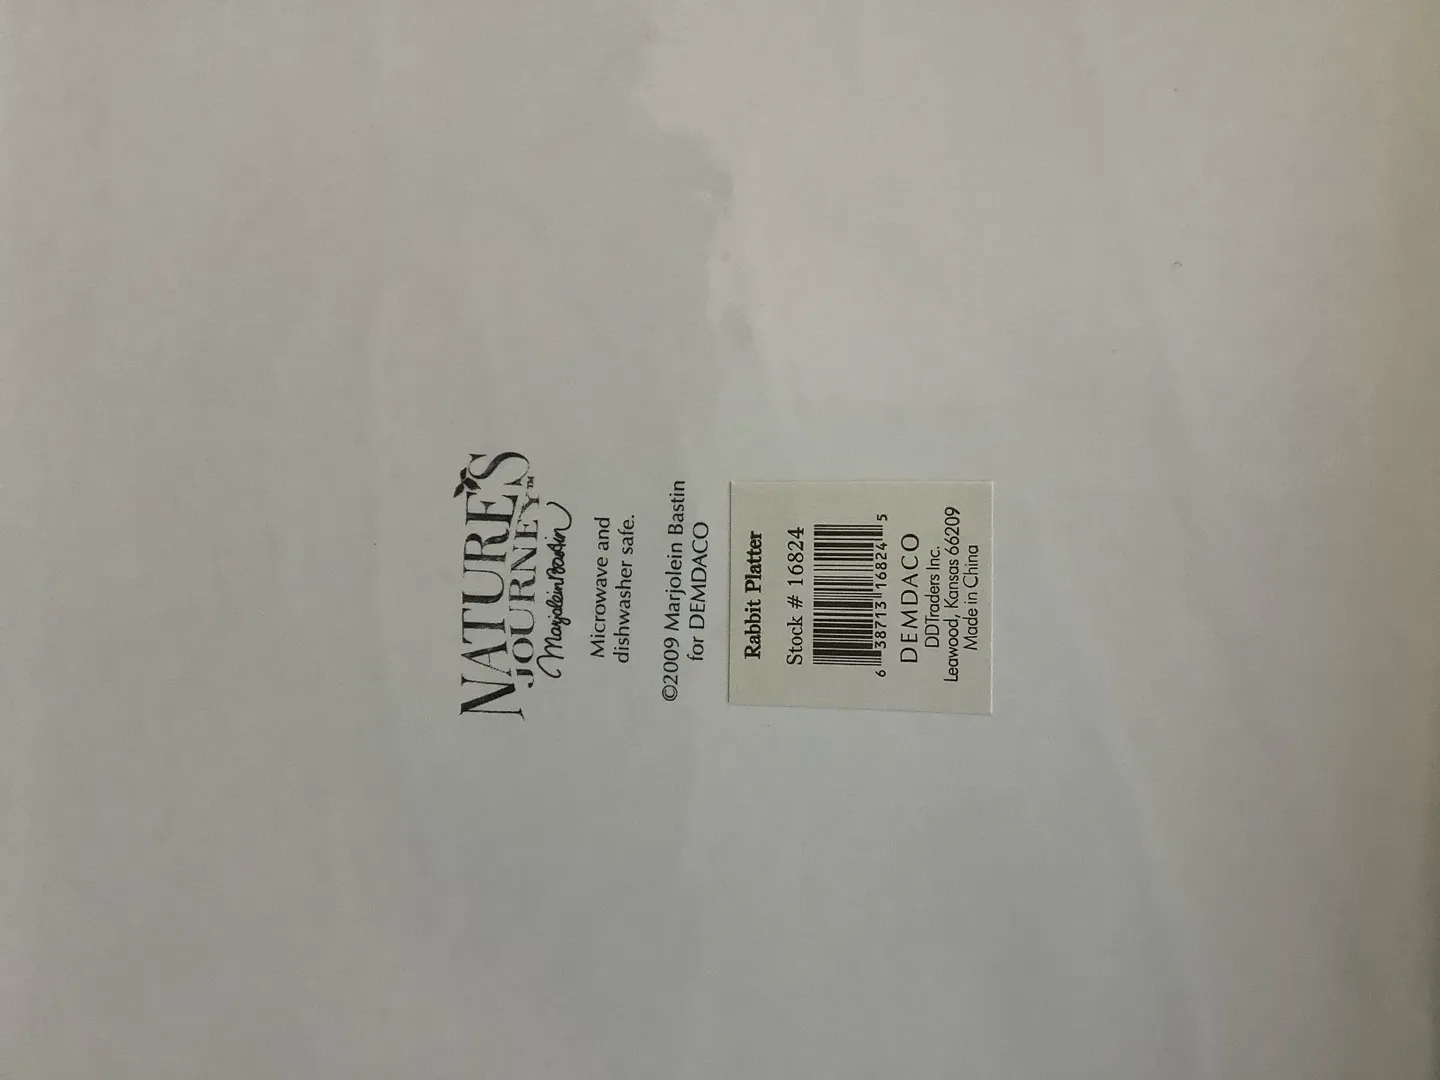 NATURE'S
JOURNEY™
Marjolein Bastin
Microwave and
dishwasher safe.
©2009 Marjolein Bastin
for DEMDACO
Rabbit Platter
Stock # 16824
6 38713 16824 5
DEMDACO
DDTraders Inc.
Leawood, Kansas 66209
Made in China